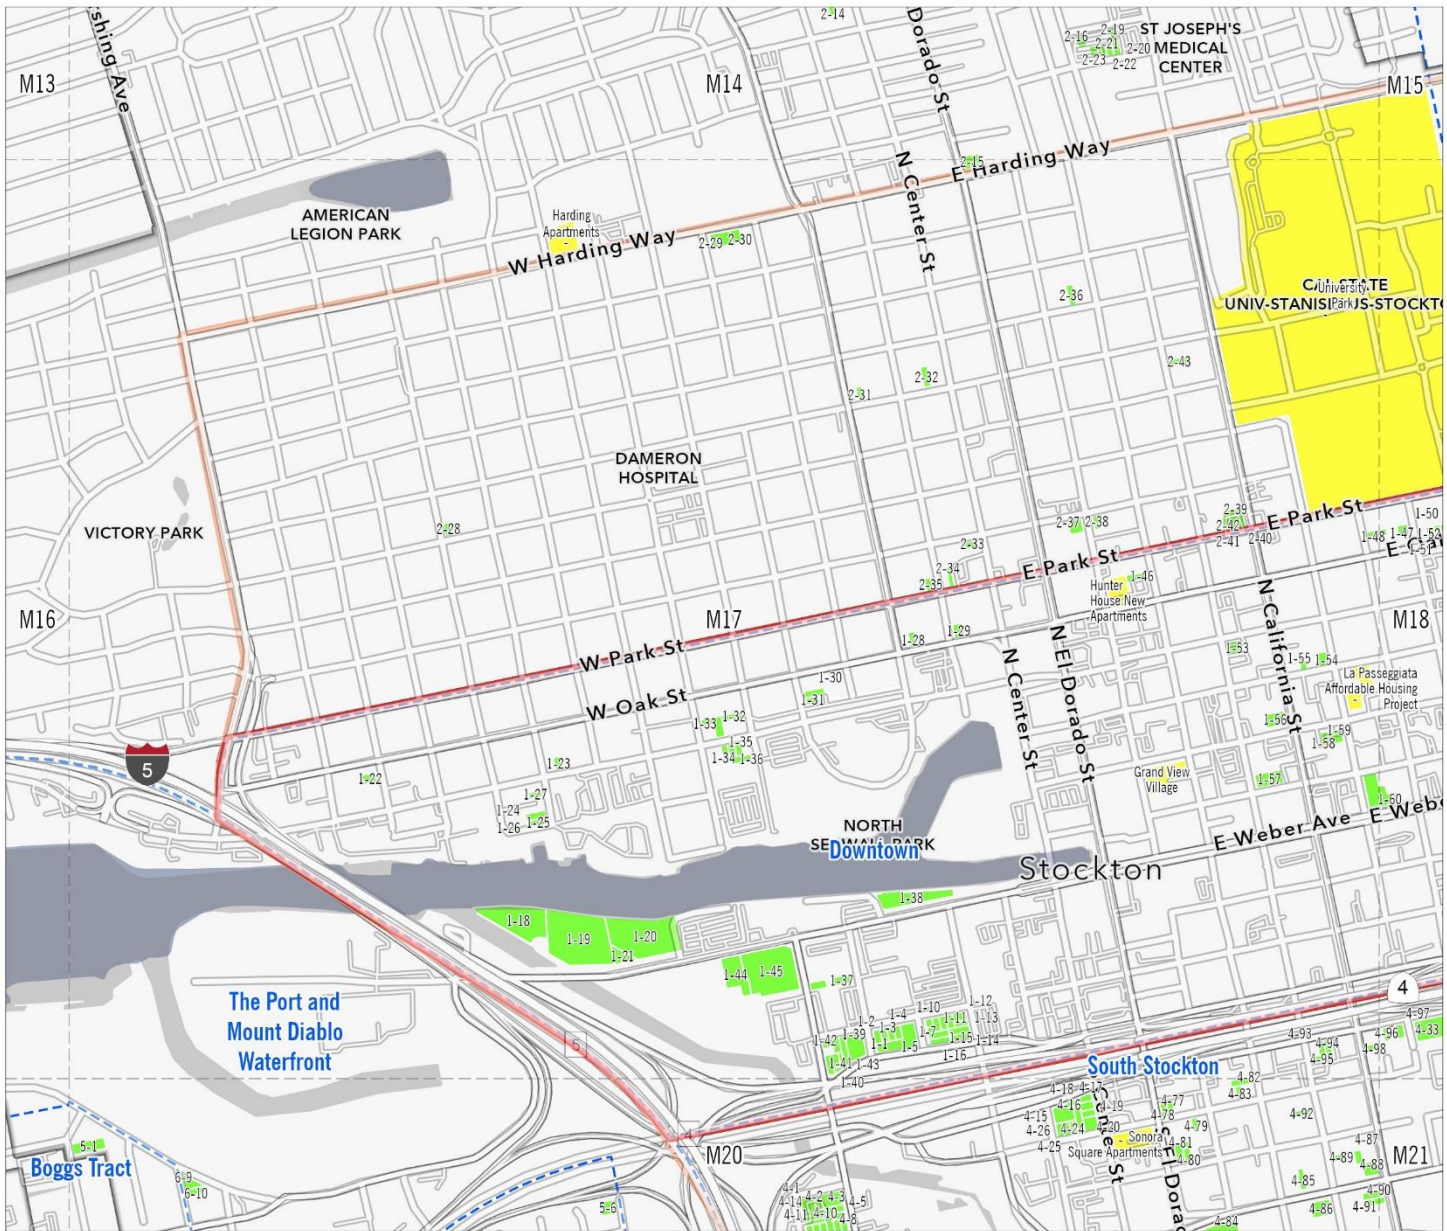 2-14
M13
M14
M15
2-16
2-19
2-21
2-20
2-23
2-22
ST JOSEPH'S
MEDICAL
CENTER
rshing Ave
Dorado St
N Center St
E Harding Way
2-15
AMERICAN
LEGION PARK
Harding
Apartments
W Harding Way
2-29
2-30
2-36
CAL STATE
UNIV-STANISLAUS-STOCKTO
University
Park
2-43
2-32
2-31
DAMERON
HOSPITAL
VICTORY PARK
2-28
2-37
2-38
2-39
2-42
2-41
2-40
E Park St
1-50
1-48
1-47
1-52
1-51
2-33
2-34
2-35
E Park St
Hunter
House New
Apartments
1-46
M16
M17
M18
1-28
1-29
W Park St
W Oak St
N Center St
N El-Dorado St
N California St
1-53
1-55
1-54
La Passeggiata
Affordable Housing
Project
1-30
1-31
1-33
1-32
1-35
1-34
1-36
1-56
1-59
1-58
1-57
1-60
Grand View
Village
5
1-22
1-23
1-27
1-24
1-26
1-25
E Weber Ave
E Webe
NORTH
SEAWALL PARK
Downtown
Stockton
1-38
1-18
1-19
1-20
1-21
1-44
1-45
1-37
4
The Port and
Mount Diablo
Waterfront
5
1-12
1-10
1-4
1-2
1-11
1-13
1-42
1-39
1-3
1-7
1-1
1-5
1-15
1-14
1-16
1-41
1-43
1-40
South Stockton
4-97
4-93
4-96
4-33
4-94
4-95
4-98
4-18
4-17
4-16
4-19
4-15
4-26
4-24
4-20
4-25
Sonora
Square Apartments
4-77
4-78
4-79
4-81
4-80
4-82
4-83
4-92
4-87
4-89
4-88
4-85
4-90
4-91
4-86
4-84
4
M20
M21
5-1
Boggs Tract
6-9
6-10
5-6
4-1
4-2
4-3
4-5
4-14
4-11
4-10
4-8